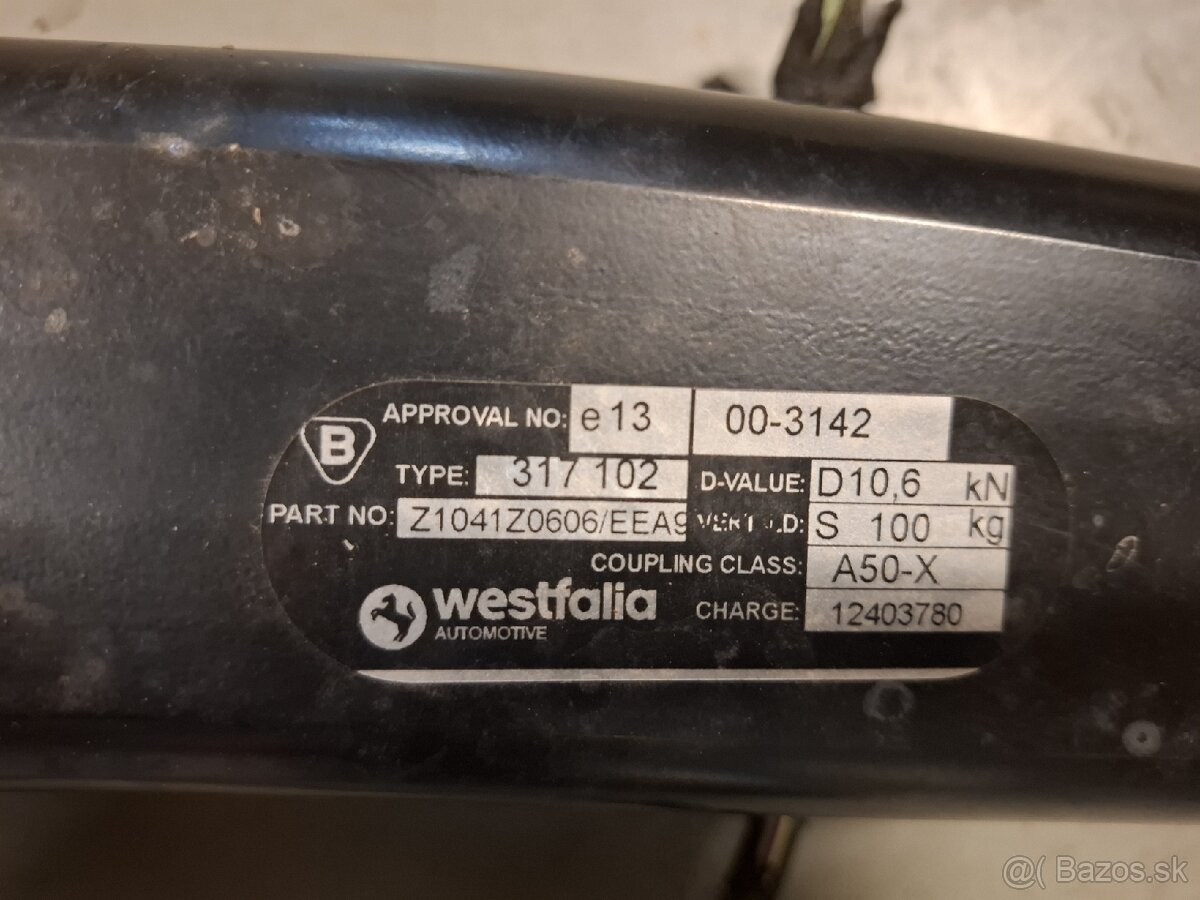 B
APPROVAL NO: e13 00-3142
TYPE: 317 102 D-VALUE: D10,6 kN
PART NO: Z1041Z0606/EEA9 S 100 kg
COUPLING CLASS: A50-X
westfalia CHARGE: 12403780
AUTOMOTIVE
@( Bazos.sk